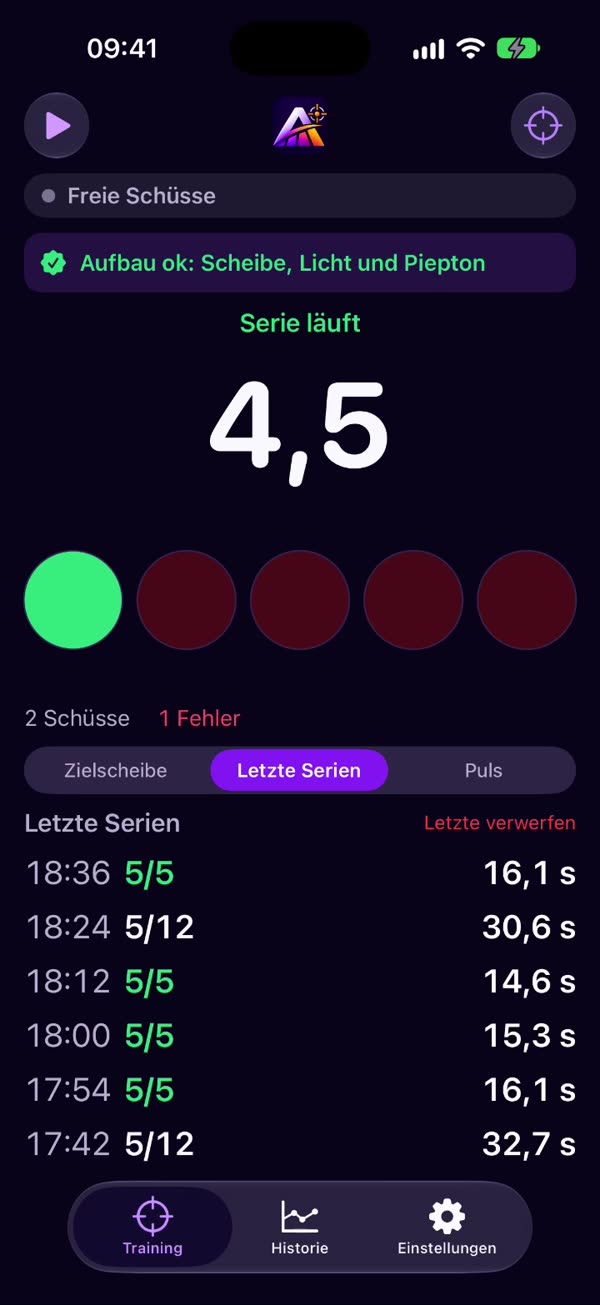 09:41
Freie Schüsse
Aufbau ok: Scheibe, Licht und Piepton
Serie läuft
4,5
2 Schüsse 1 Fehler
Zielscheibe Letzte Serien Puls
Letzte Serien Letzte verwerfen
18:36 5/5 16,1 s
18:24 5/12 30,6 s
18:12 5/5 14,6 s
18:00 5/5 15,3 s
17:54 5/5 16,1 s
17:42 5/12 32,7 s
Training Historie Einstellungen